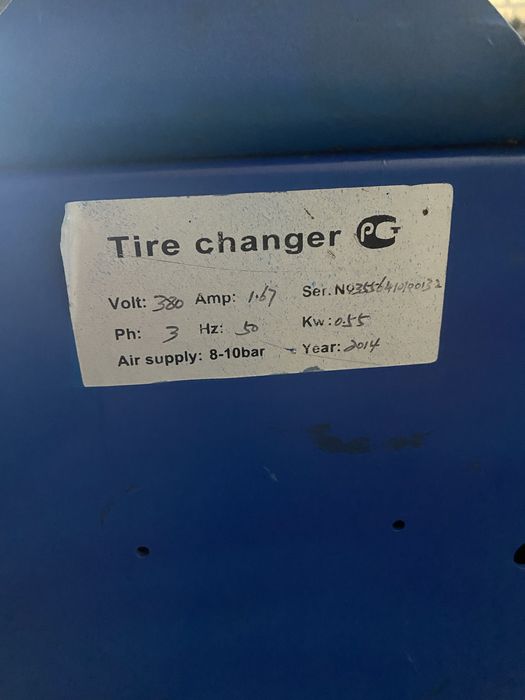 Tire changer PCT
Volt: 380 Amp: 1.67 Ser.No
Ph: 3 Hz: 50 Kw: 0.55
Air supply: 8-10bar Year: 2014